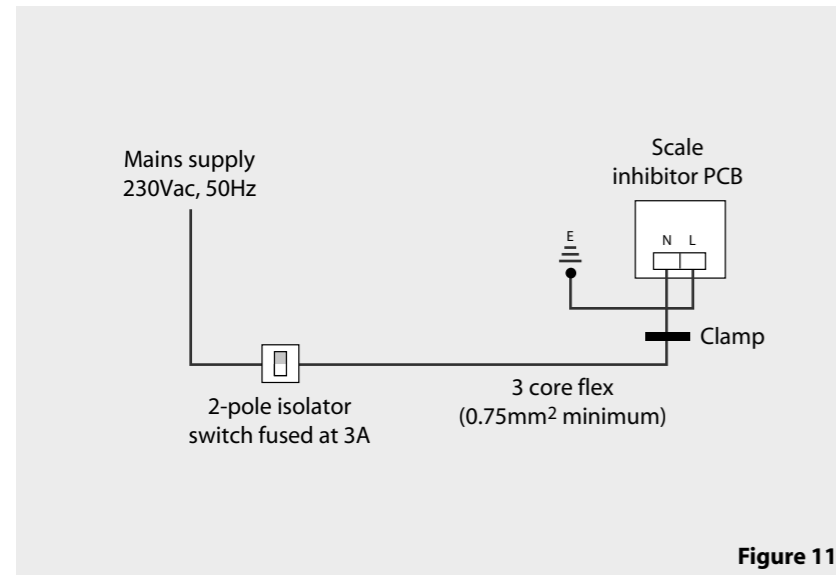 Mains supply
230Vac, 50Hz
Scale
inhibitor PCB
E
N L
Clamp
2-pole isolator
switch fused at 3A
3 core flex
(0.75mm² minimum)
Figure 11